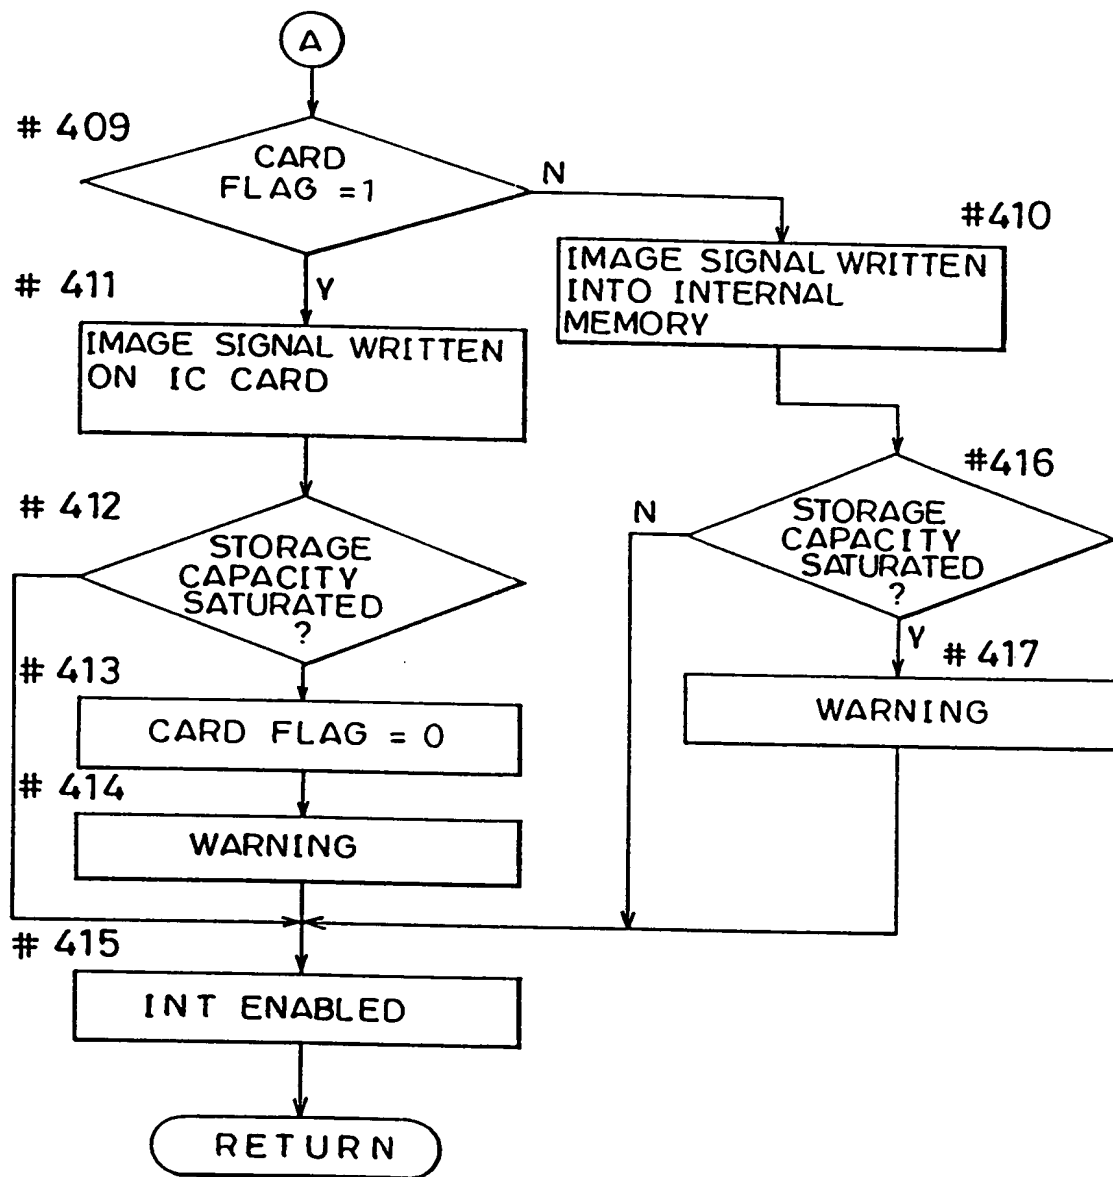 A
# 409
CARD
FLAG = 1
N
#410
IMAGE SIGNAL WRITTEN
INTO INTERNAL
MEMORY
# 411
Y
IMAGE SIGNAL WRITTEN
ON IC CARD
# 412
STORAGE
CAPACITY
SATURATED
?
#416
N
STORAGE
CAPACITY
SATURATED
?
Y
# 417
WARNING
# 413
CARD FLAG = 0
# 414
WARNING
# 415
INT ENABLED
RETURN